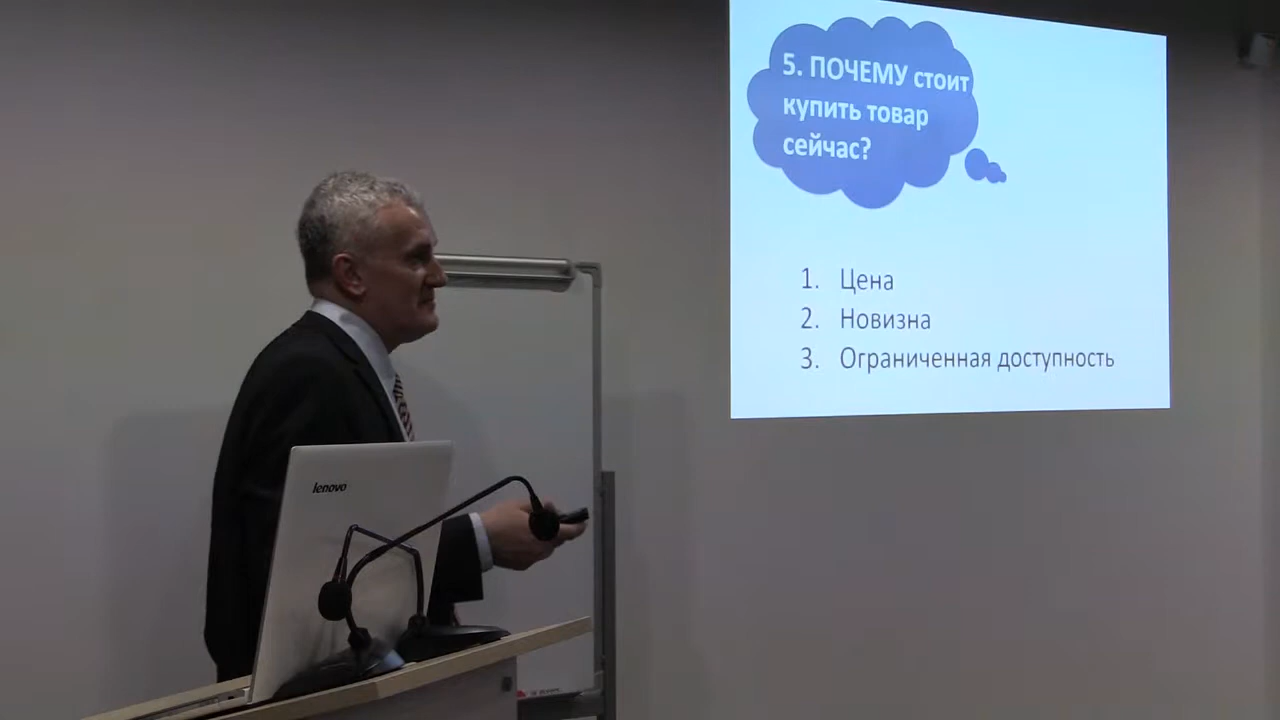 5. ПОЧЕМУ стоит
купить товар
сейчас?
1. Цена
2. Новизна
3. Ограниченная доступность
lenovo